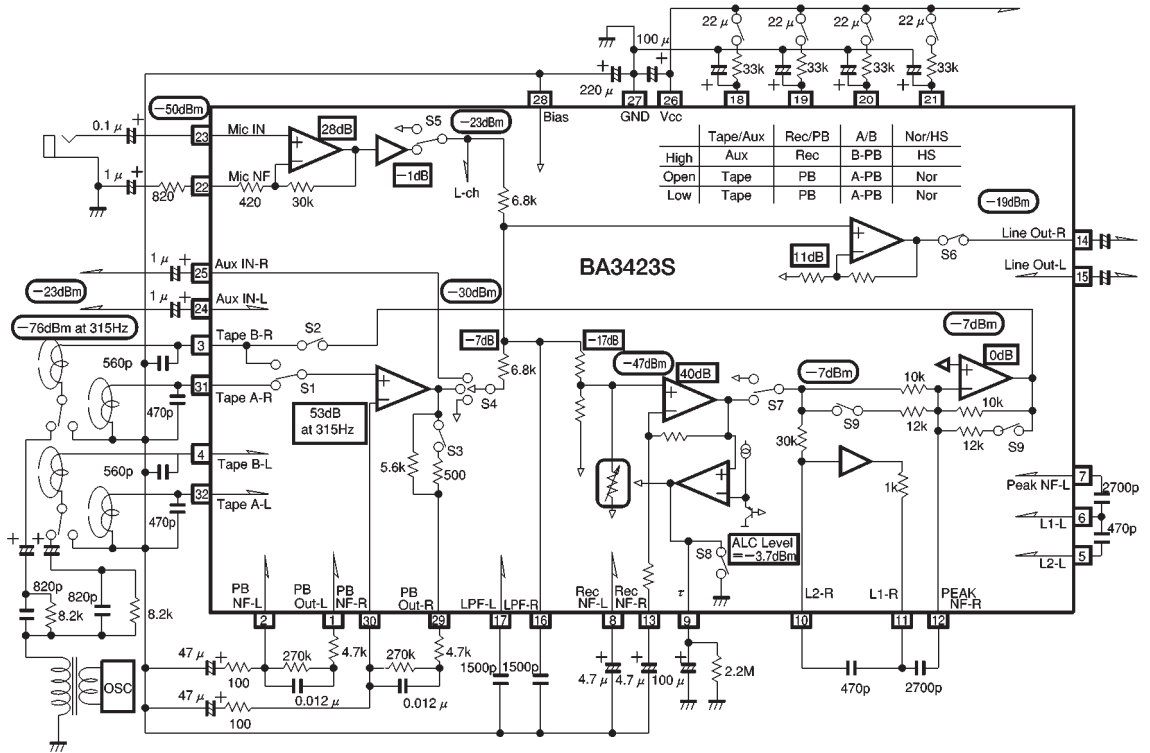 22 μ 22 μ 22 μ 22 μ
100 μ
33k 33k 33k 33k
220 μ
28 27 26 18 19 20 21
Bias GND Vcc
−50dBm
0.1 μ
23 Mic IN
28dB
S5
−23dBm
−1dB
L-ch
1 μ
820
22 Mic NF
420 30k
6.8k
Tape/Aux Rec/PB A/B Nor/HS
High Aux Rec B-PB HS
Open Tape PB A-PB Nor
Low Tape PB A-PB Nor
−19dBm
Line Out-R 14
S6
11dB
Line Out-L 15
BA3423S
1 μ
25 Aux IN-R
−23dBm
1 μ
24 Aux IN-L
−30dBm
−76dBm at 315Hz
3 Tape B-R
S2
560p
S1
31 Tape A-R
470p
53dB
at 315Hz
−7dB
6.8k
S4
S3
5.6k
500
−17dB
−47dBm
40dB
S7
−7dBm
−7dBm
0dB
10k
10k
S9
12k
12k
S9
30k
1k
4 Tape B-L
560p
32 Tape A-L
470p
Peak NF-L 7
2700p
L1-L 6
470p
L2-L 5
ALC Level
=−3.7dBm
S8
820p
8.2k
820p
8.2k
PB
NF-L
PB
Out-L
PB
NF-R
PB
Out-R
LPF-L
LPF-R
Rec
NF-L
Rec
NF-R
τ
L2-R
L1-R
PEAK
NF-R
2 1 30 29 17 16 8 13 9 10 11 12
47 μ
100
270k
4.7k
0.012 μ
270k
4.7k
0.012 μ
47 μ
100
1500p 1500p
4.7 μ 4.7 μ 100 μ
2.2M
470p 2700p
OSC